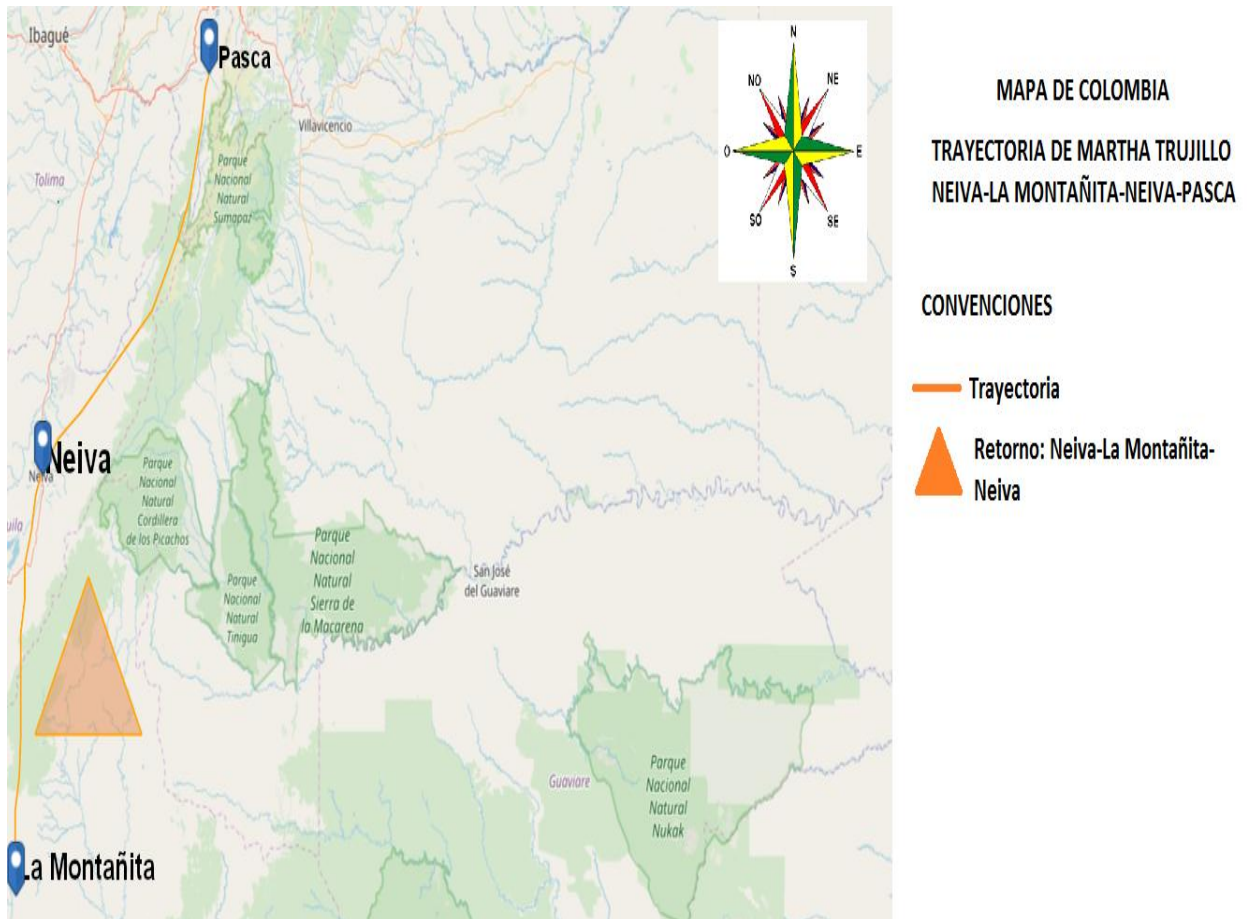 Ibagué
Pasca
Villavicencio
Tolima
Parque
Nacional
Natural
Sumapaz
Neiva
Neiva
uila
Parque
Nacional
Natural
Cordillera
de los Picachos
Parque
Nacional
Natural
Tinigua
Parque
Nacional
Natural
Sierra de
la Macarena
San José
del Guaviare
Guaviare
Parque
Nacional
Natural
Nukak
La Montañita
N
NO
NE
O
E
SO
SE
S
MAPA DE COLOMBIA
TRAYECTORIA DE MARTHA TRUJILLO
NEIVA-LA MONTAÑITA-NEIVA-PASCA
CONVENCIONES
Trayectoria
Retorno: Neiva-La Montañita-
Neiva